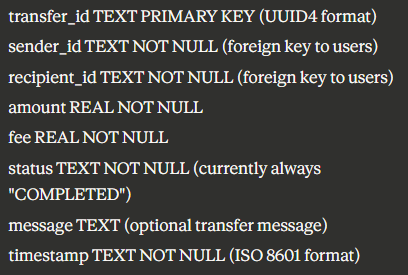 transfer_id TEXT PRIMARY KEY (UUID4 format)
sender_id TEXT NOT NULL (foreign key to users)
recipient_id TEXT NOT NULL (foreign key to users)
amount REAL NOT NULL
fee REAL NOT NULL
status TEXT NOT NULL (currently always
"COMPLETED")
message TEXT (optional transfer message)
timestamp TEXT NOT NULL (ISO 8601 format)